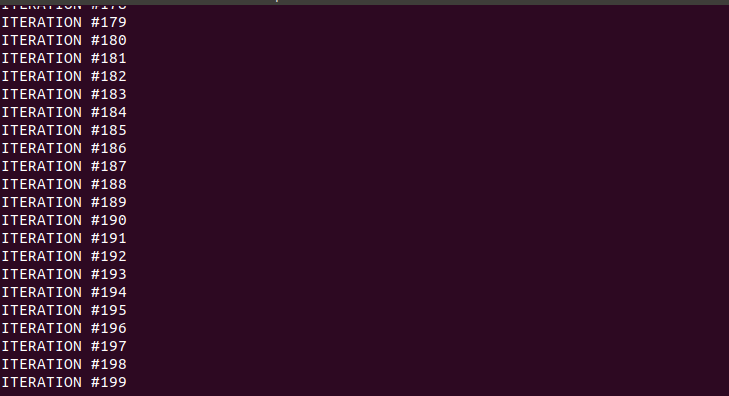 ITERATION #178
ITERATION #179
ITERATION #180
ITERATION #181
ITERATION #182
ITERATION #183
ITERATION #184
ITERATION #185
ITERATION #186
ITERATION #187
ITERATION #188
ITERATION #189
ITERATION #190
ITERATION #191
ITERATION #192
ITERATION #193
ITERATION #194
ITERATION #195
ITERATION #196
ITERATION #197
ITERATION #198
ITERATION #199